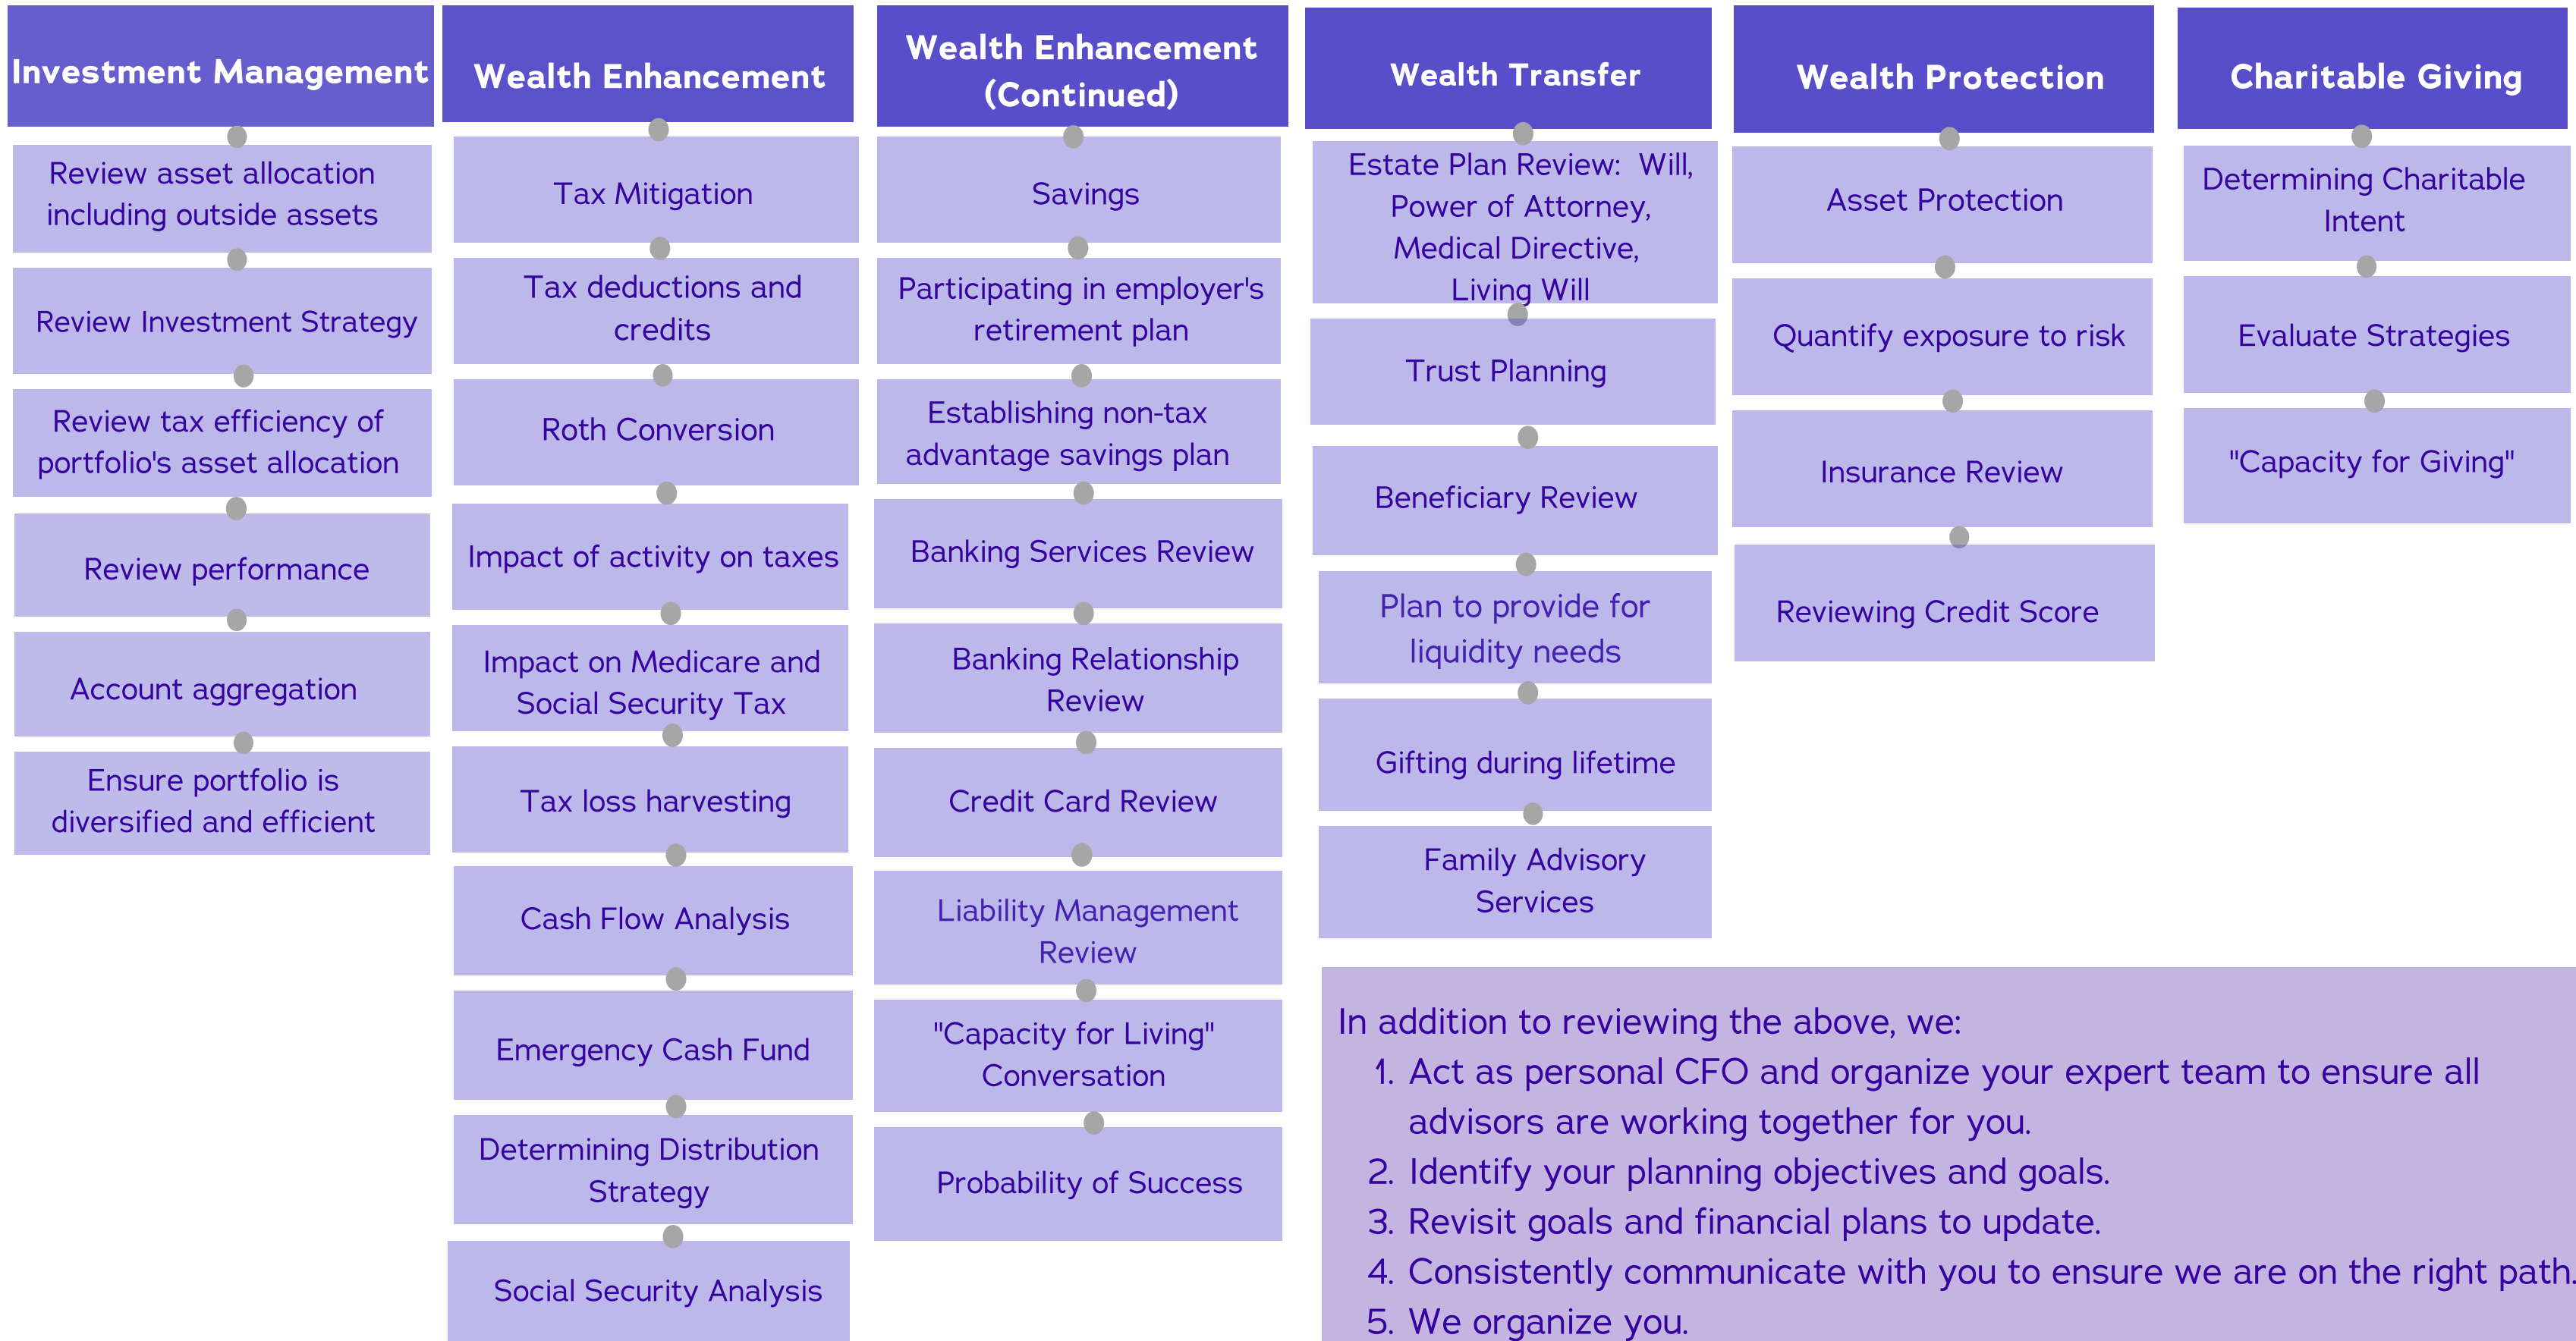 Investment Management
Review asset allocation
including outside assets
Review Investment Strategy
Review tax efficiency of
portfolio's asset allocation
Review performance
Account aggregation
Ensure portfolio is
diversified and efficient
Wealth Enhancement
Tax Mitigation
Tax deductions and
credits
Roth Conversion
Impact of activity on taxes
Impact on Medicare and
Social Security Tax
Tax loss harvesting
Cash Flow Analysis
Emergency Cash Fund
Determining Distribution
Strategy
Social Security Analysis
Wealth Enhancement
(Continued)
Savings
Participating in employer's
retirement plan
Establishing non-tax
advantage savings plan
Banking Services Review
Banking Relationship
Review
Credit Card Review
Liability Management
Review
"Capacity for Living"
Conversation
Probability of Success
Wealth Transfer
Estate Plan Review:  Will,
Power of Attorney,
Medical Directive,
Living Will
Trust Planning
Beneficiary Review
Plan to provide for
liquidity needs
Gifting during lifetime
Family Advisory
Services
Wealth Protection
Asset Protection
Quantify exposure to risk
Insurance Review
Reviewing Credit Score
Charitable Giving
Determining Charitable
Intent
Evaluate Strategies
"Capacity for Giving"
In addition to reviewing the above, we:
1. Act as personal CFO and organize your expert team to ensure all
advisors are working together for you.
2. Identify your planning objectives and goals.
3. Revisit goals and financial plans to update.
4. Consistently communicate with you to ensure we are on the right path.
5. We organize you.